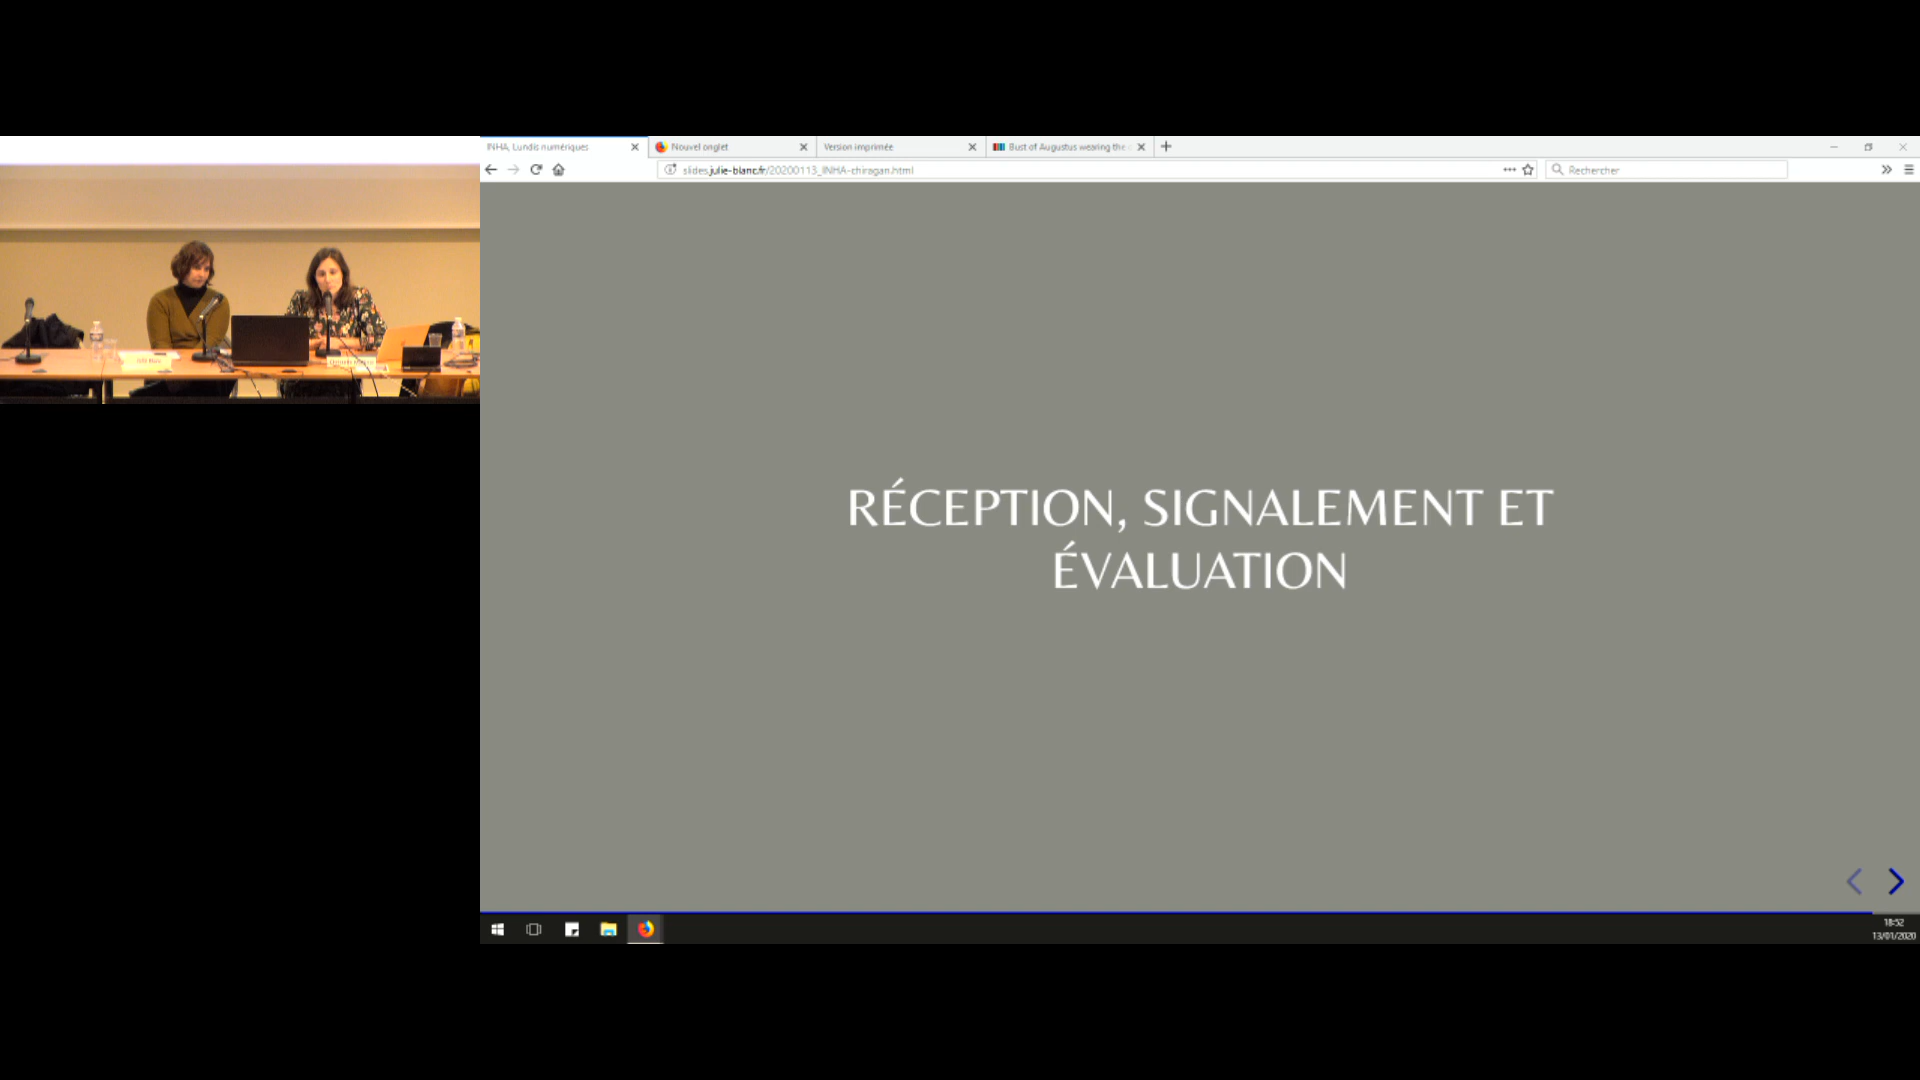 INHA, Lundis numériques
Nouvel onglet
Version imprimée
Bust of Augustus wearing the
slides.julie-blanc.fr/20200113_INHA-chiragan.html
Rechercher
RÉCEPTION, SIGNALEMENT ET
ÉVALUATION
18:52
13/01/2020